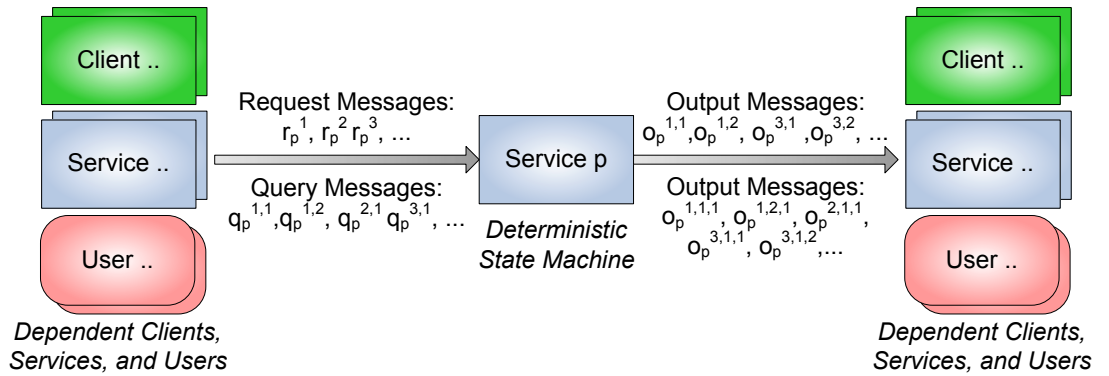 Client ..
Service ..
User ..
Dependent Clients,
Services, and Users
Request Messages:
rₚ¹, rₚ² rₚ³, ...
Query Messages:
qₚ¹,¹,qₚ¹,², qₚ²,¹ qₚ³,¹, ...
Service p
Deterministic
State Machine
Output Messages:
oₚ¹,¹,oₚ¹,², oₚ³,¹ ,oₚ³,², ...
Output Messages:
oₚ¹,¹,¹, oₚ¹,²,¹, oₚ²,¹,¹,
oₚ³,¹,¹, oₚ³,¹,²,...
Client ..
Service ..
User ..
Dependent Clients,
Services, and Users